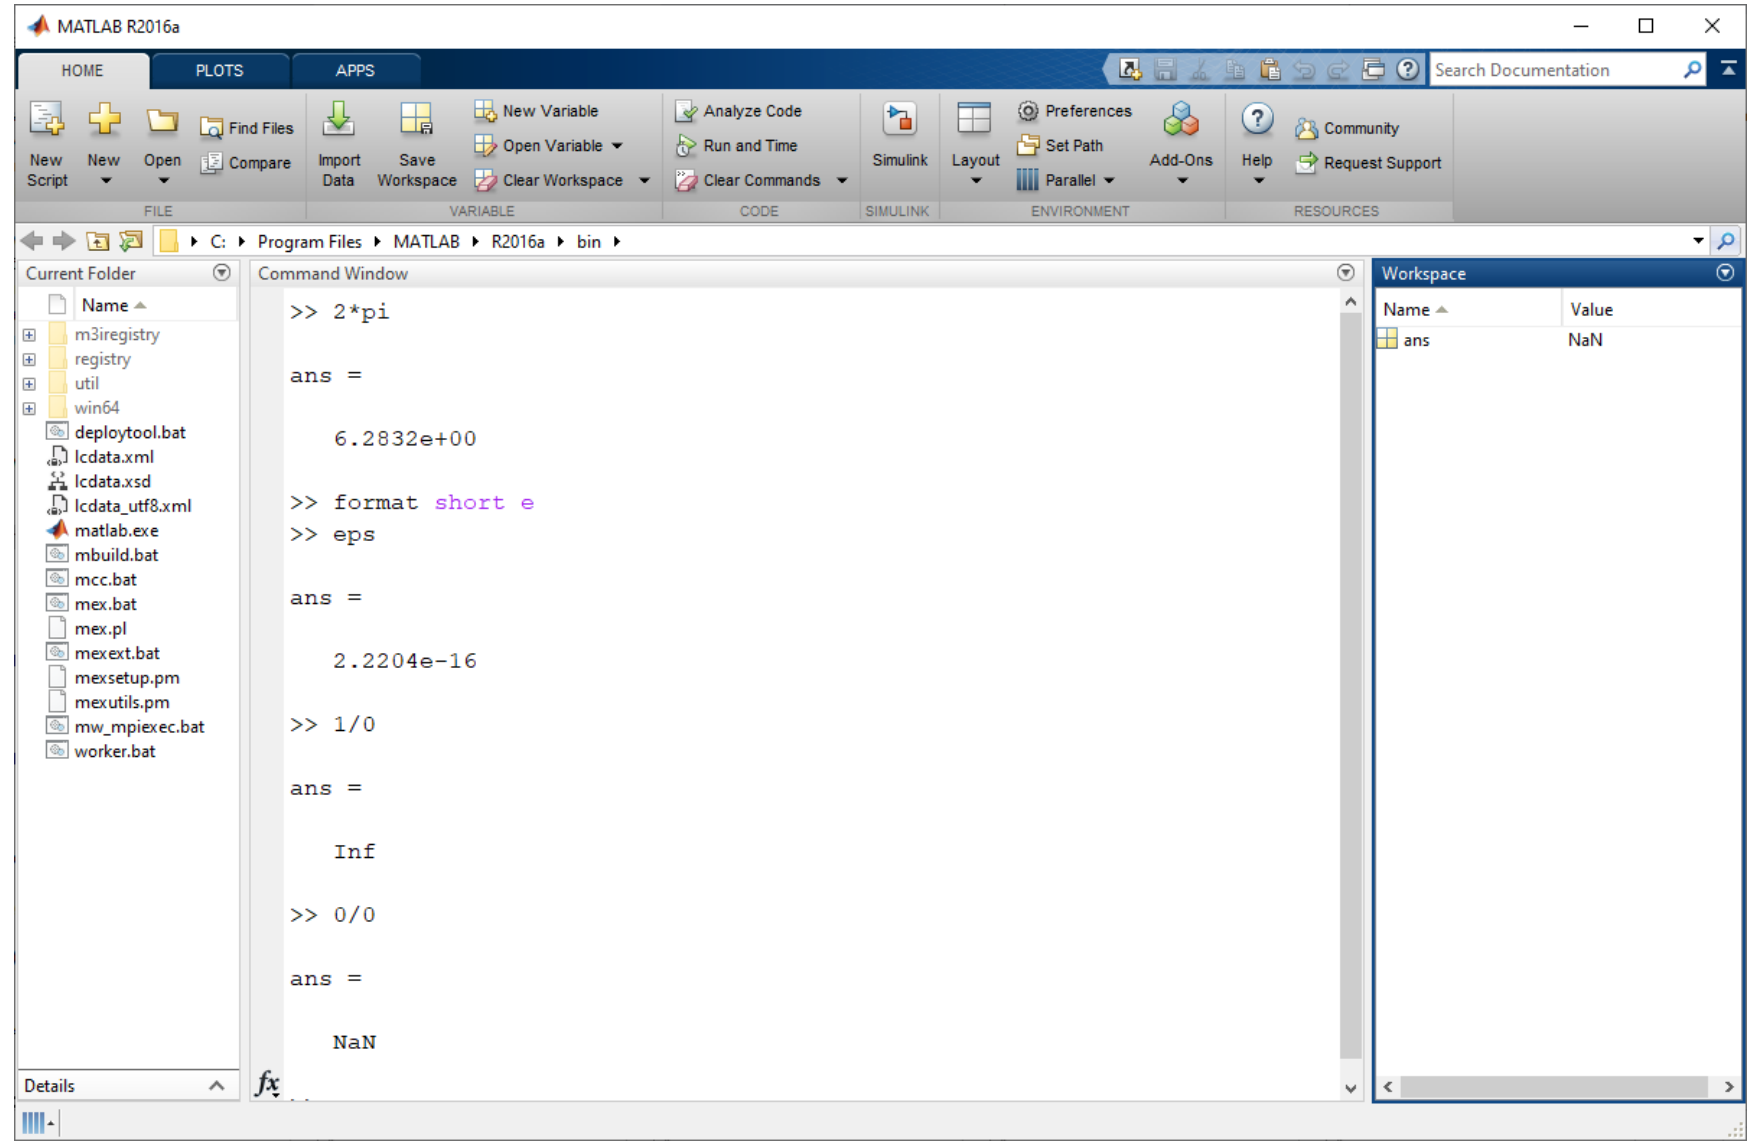 MATLAB R2016a
HOME PLOTS APPS Search Documentation
New Script New Open Find Files Compare
Import Data Save Workspace New Variable Open Variable Clear Workspace
Analyze Code Run and Time Clear Commands
Simulink Layout Preferences Set Path Parallel Add-Ons
Help Community Request Support
FILE VARIABLE CODE SIMULINK ENVIRONMENT RESOURCES
C: Program Files MATLAB R2016a bin
Current Folder
Name
m3iregistry
registry
util
win64
deploytool.bat
lcdata.xml
lcdata.xsd
lcdata_utf8.xml
matlab.exe
mbuild.bat
mcc.bat
mex.bat
mex.pl
mexext.bat
mexsetup.pm
mexutils.pm
mw_mpiexec.bat
worker.bat
Details
Command Window
>> 2*pi
ans =
6.2832e+00
>> format short e
>> eps
ans =
2.2204e-16
>> 1/0
ans =
Inf
>> 0/0
ans =
NaN
fx
Workspace
Name Value
ans NaN